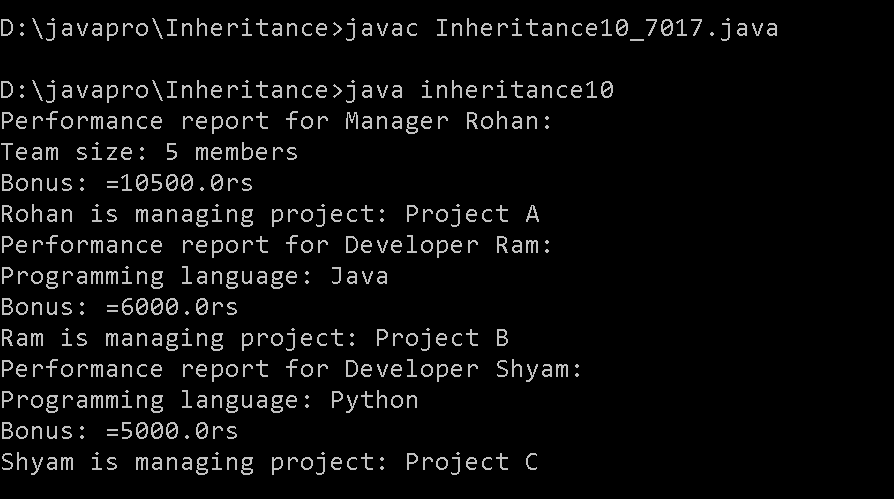 D:\javapro\Inheritance>javac Inheritance10_7017.java
D:\javapro\Inheritance>java inheritance10
Performance report for Manager Rohan:
Team size: 5 members
Bonus: =10500.0rs
Rohan is managing project: Project A
Performance report for Developer Ram:
Programming language: Java
Bonus: =6000.0rs
Ram is managing project: Project B
Performance report for Developer Shyam:
Programming language: Python
Bonus: =5000.0rs
Shyam is managing project: Project C